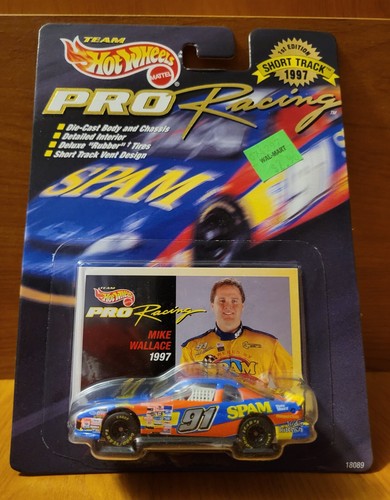 TEAM
Hot Wheels
MATTEL
1st EDITION
SHORT TRACK
1997
PRO Racing
Die-Cast Body and Chassis
Detailed Interior
Deluxe "Rubber" Tires
Short Track Vent Design
WAL-MART
SPAM
TEAM
Hot Wheels
PRO Racing
MIKE
WALLACE
1997
SPAM
91
SPAM
18089